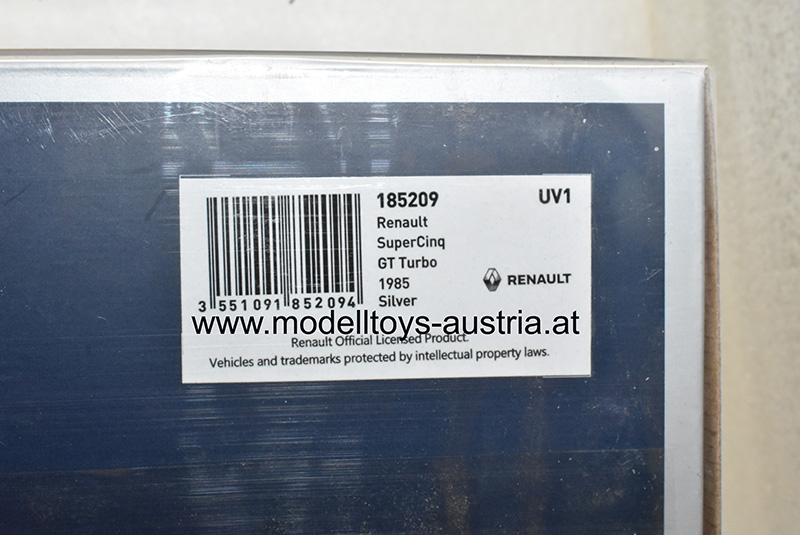 185209 UV1
Renault
SuperCinq
GT Turbo
1985
Silver
RENAULT
3 551091 852094
www.modelltoys-austria.at
Renault Official Licensed Product.
Vehicles and trademarks protected by intellectual property laws.